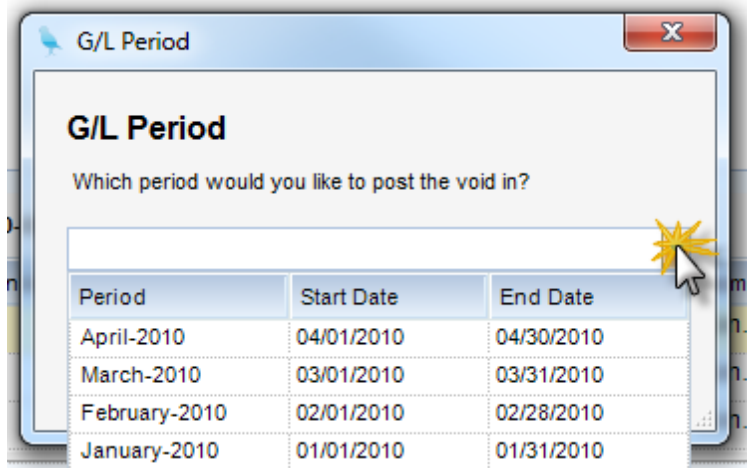 G/L Period
G/L Period
Which period would you like to post the void in?
Period Start Date End Date
April-2010 04/01/2010 04/30/2010
March-2010 03/01/2010 03/31/2010
February-2010 02/01/2010 02/28/2010
January-2010 01/01/2010 01/31/2010